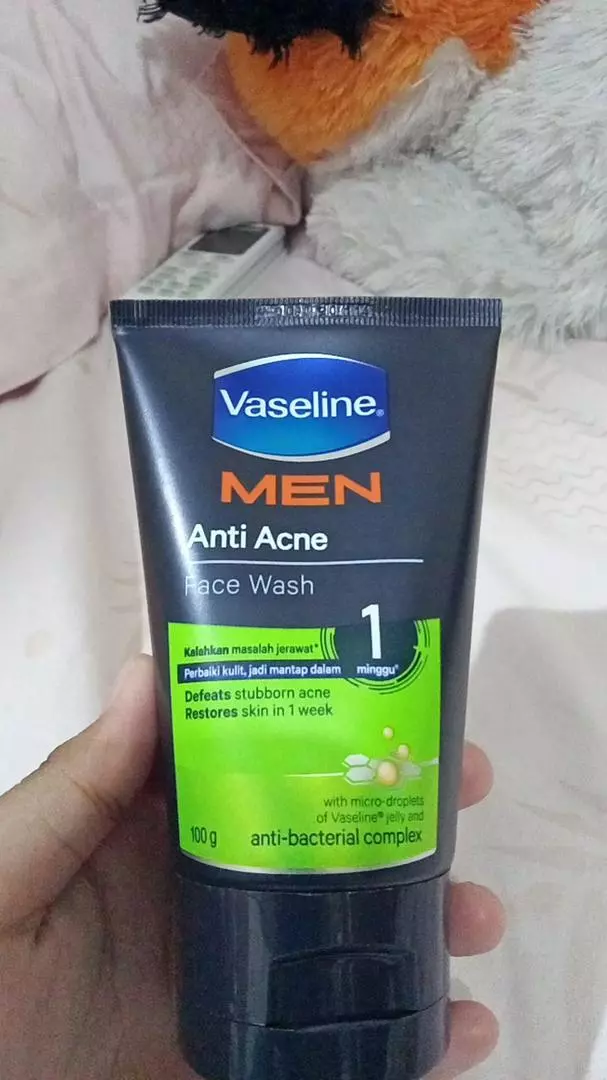 Vaseline®
MEN
Anti Acne
Face Wash
Kalahkan masalah jerawat*
Perbaiki kulit, jadi mantap dalam
1
minggu*
Defeats stubborn acne
Restores skin in 1 week
with micro-droplets
of Vaseline® jelly and
anti-bacterial complex
100 g